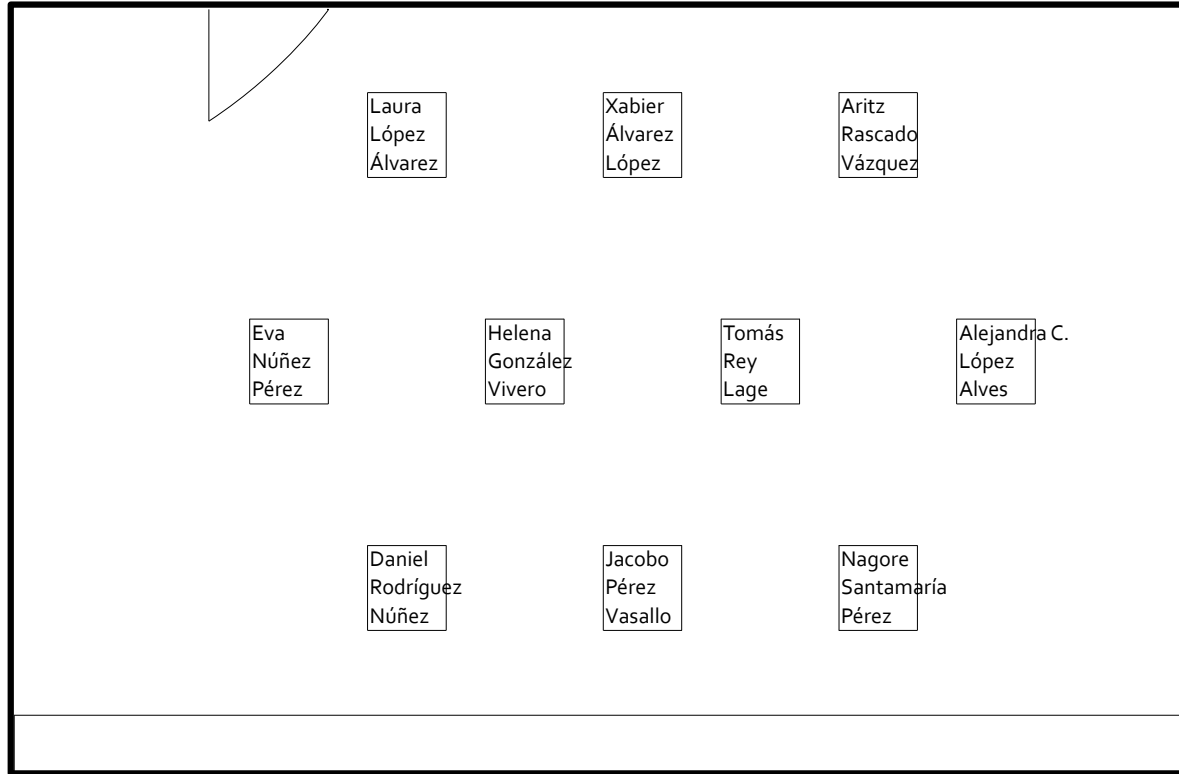 Laura
López
Álvarez
Xabier
Álvarez
López
Aritz
Rascado
Vázquez
Eva
Núñez
Pérez
Helena
González
Vivero
Tomás
Rey
Lage
Alejandra C.
López
Alves
Daniel
Rodríguez
Núñez
Jacobo
Pérez
Vasallo
Nagore
Santamaría
Pérez